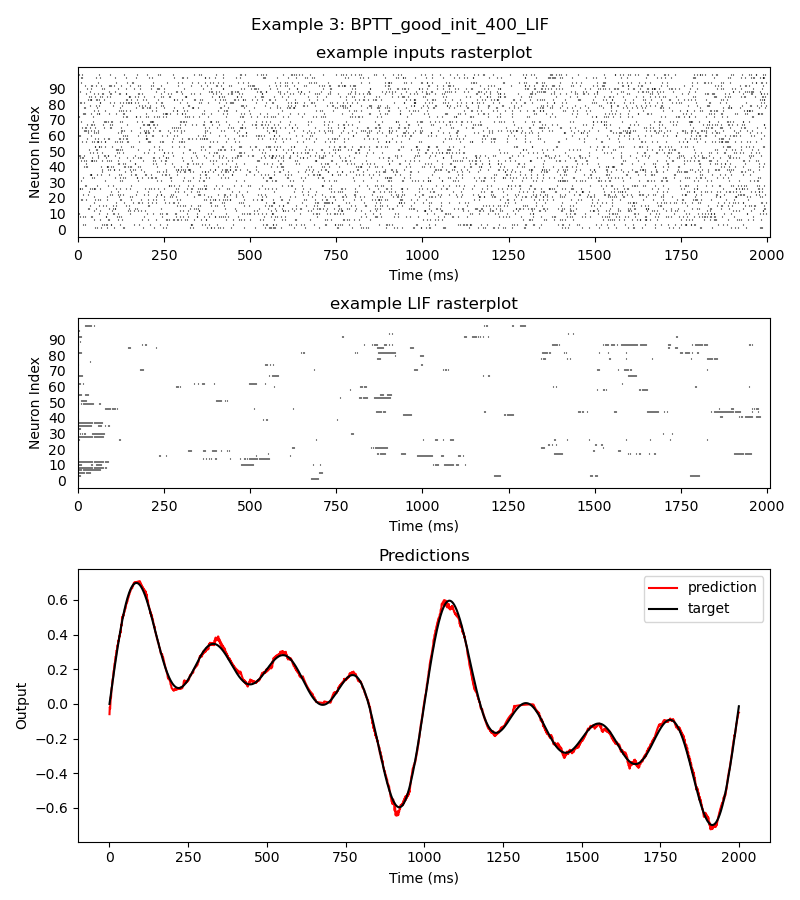 Example 3: BPTT_good_init_400_LIF
example inputs rasterplot
Neuron Index
90
80
70
60
50
40
30
20
10
0
0 250 500 750 1000 1250 1500 1750 2000
Time (ms)
example LIF rasterplot
Neuron Index
90
80
70
60
50
40
30
20
10
0
0 250 500 750 1000 1250 1500 1750 2000
Time (ms)
Predictions
Output
0.6
0.4
0.2
0.0
−0.2
−0.4
−0.6
prediction
target
0 250 500 750 1000 1250 1500 1750 2000
Time (ms)